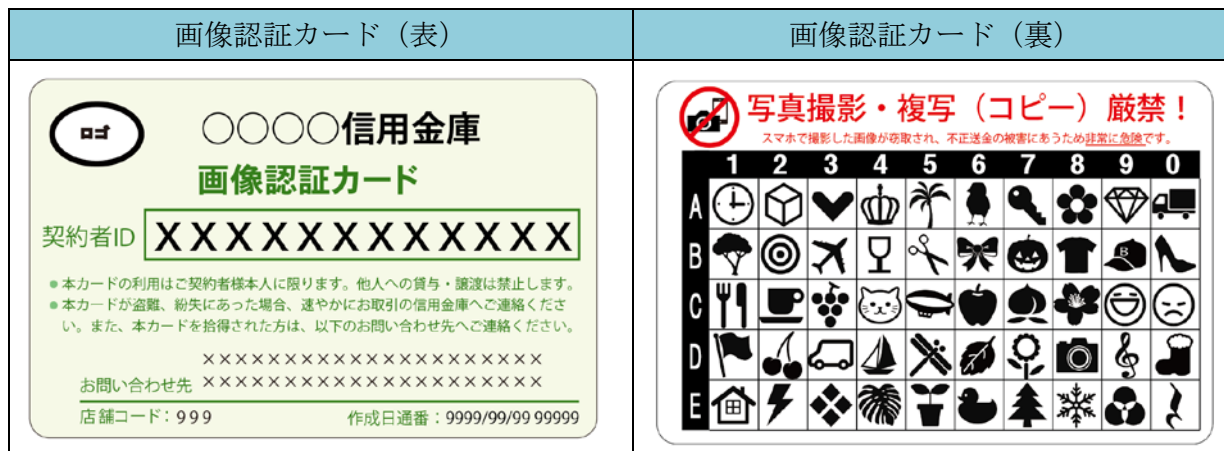 画像認証カード（表）
画像認証カード（裏）
ロゴ
〇〇〇〇信用金庫
画像認証カード
契約者ID XXXXXXXXXXXX
●本カードの利用はご契約者様本人に限ります。他人への貸与・譲渡は禁止します。
●本カードが盗難、紛失にあった場合、速やかにお取引の信用金庫へご連絡くださ
い。また、本カードを拾得された方は、以下のお問い合わせ先へご連絡ください。
×××××××××××××××××××××
お問い合わせ先 ×××××××××××××××××××××
店舗コード：999 作成日通番：9999/99/99 99999
写真撮影・複写（コピー）厳禁！
スマホで撮影した画像が窃取され、不正送金の被害にあうため非常に危険です。
1 2 3 4 5 6 7 8 9 0
A
B
B
C
D
E